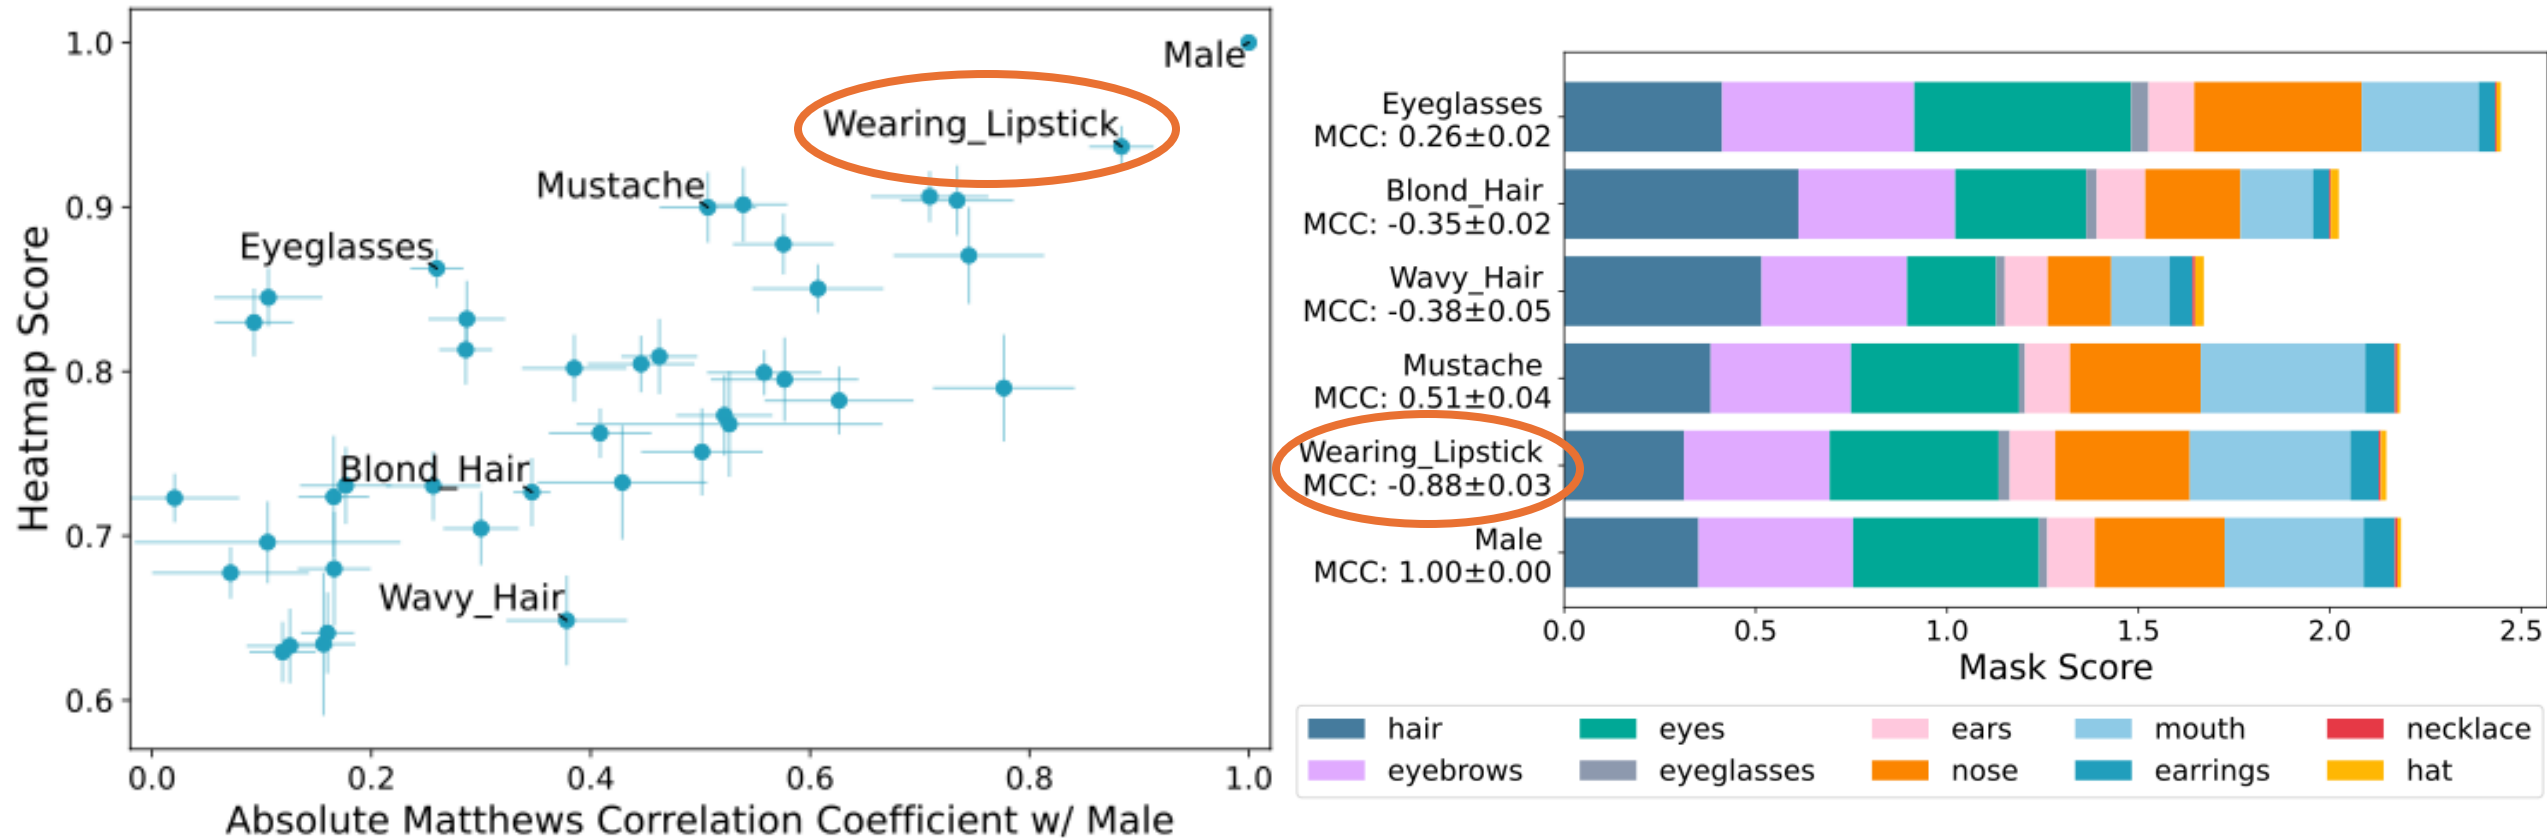 1.0
0.9
0.8
0.7
0.6
Heatmap Score
Male
Wearing_Lipstick
Mustache
Eyeglasses
Blond_Hair
Wavy_Hair
0.0 0.2 0.4 0.6 0.8 1.0
Absolute Matthews Correlation Coefficient w/ Male
Eyeglasses
MCC: 0.26±0.02
Blond_Hair
MCC: -0.35±0.02
Wavy_Hair
MCC: -0.38±0.05
Mustache
MCC: 0.51±0.04
Wearing_Lipstick
MCC: -0.88±0.03
Male
MCC: 1.00±0.00
0.0 0.5 1.0 1.5 2.0 2.5
Mask Score
hair eyes ears mouth necklace
eyebrows eyeglasses nose earrings hat